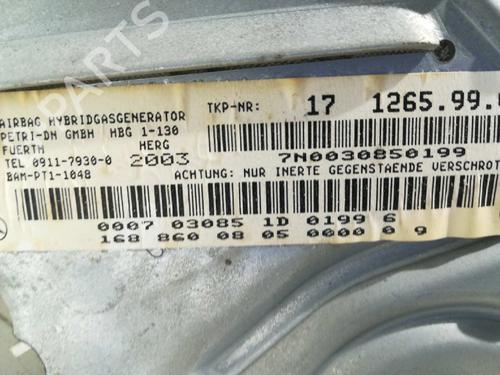 AIRBAG HYBRIDGASGENERATOR
PETRI-DN GMBH HBG 1-130
FUERTH HERG
TEL 0911-7930-0 2003
BAM-PT1-1048
TKP-NR: 17 1265.99.
7N0030850199
ACHTUNG: NUR INERTE GEGENSTAENDE VERSCHROT
0007 03085 1D 0199 6
168 860 08 05 0000 0 9